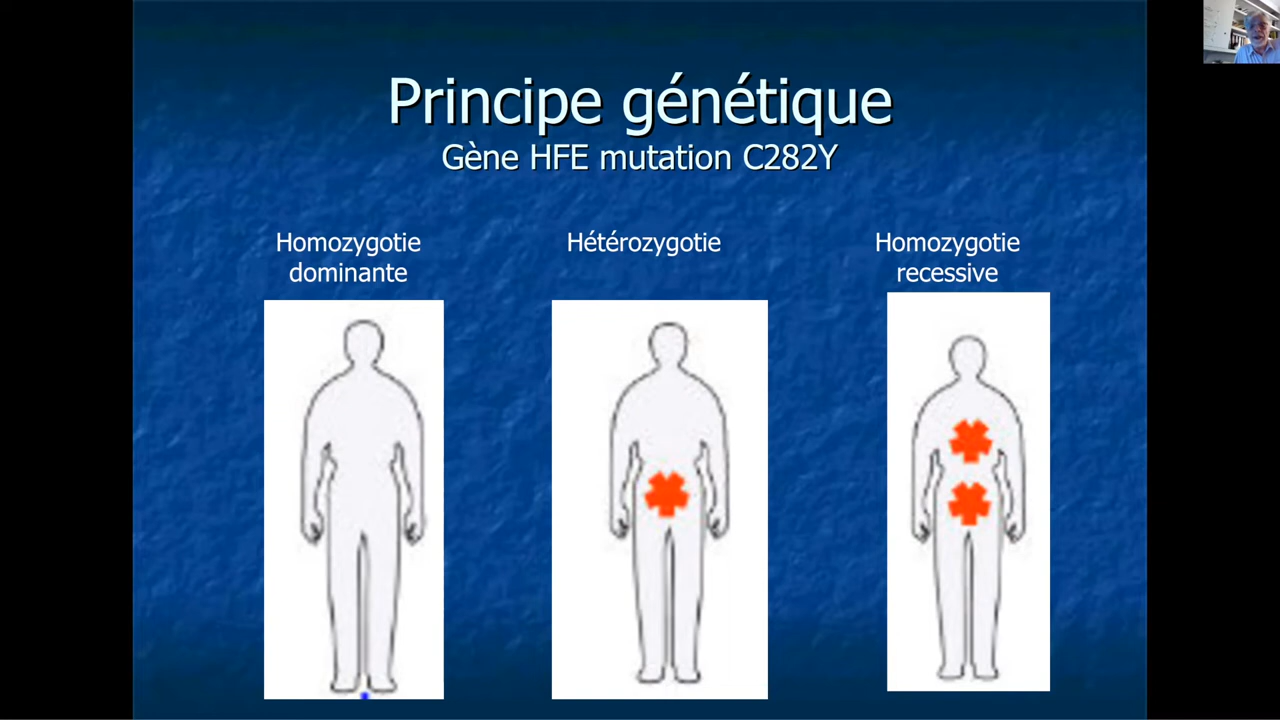 Principe génétique
Gène HFE mutation C282Y
Homozygotie
dominante
Hétérozygotie
Homozygotie
recessive